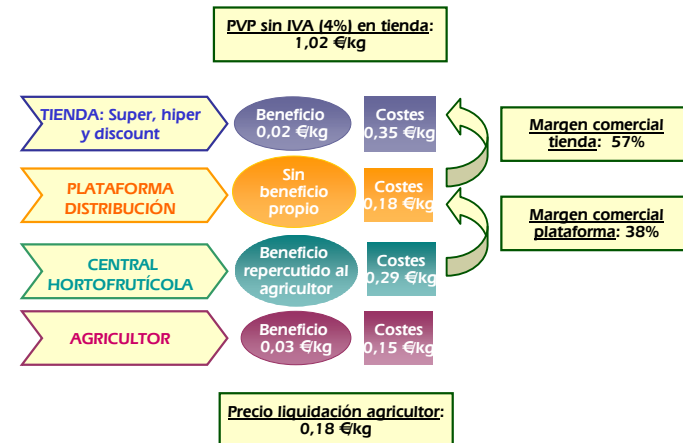 PVP sin IVA (4%) en tienda:
1,02 €/kg
TIENDA: Super, hiper
y discount
Beneficio
0,02 €/kg
Costes
0,35 €/kg
Margen comercial
tienda: 57%
PLATAFORMA
DISTRIBUCIÓN
Sin
beneficio
propio
Costes
0,18 €/kg
Margen comercial
plataforma: 38%
CENTRAL
HORTOFRUTÍCOLA
Beneficio
repercutido al
agricultor
Costes
0,29 €/kg
AGRICULTOR
Beneficio
0,03 €/kg
Costes
0,15 €/kg
Precio liquidación agricultor:
0,18 €/kg